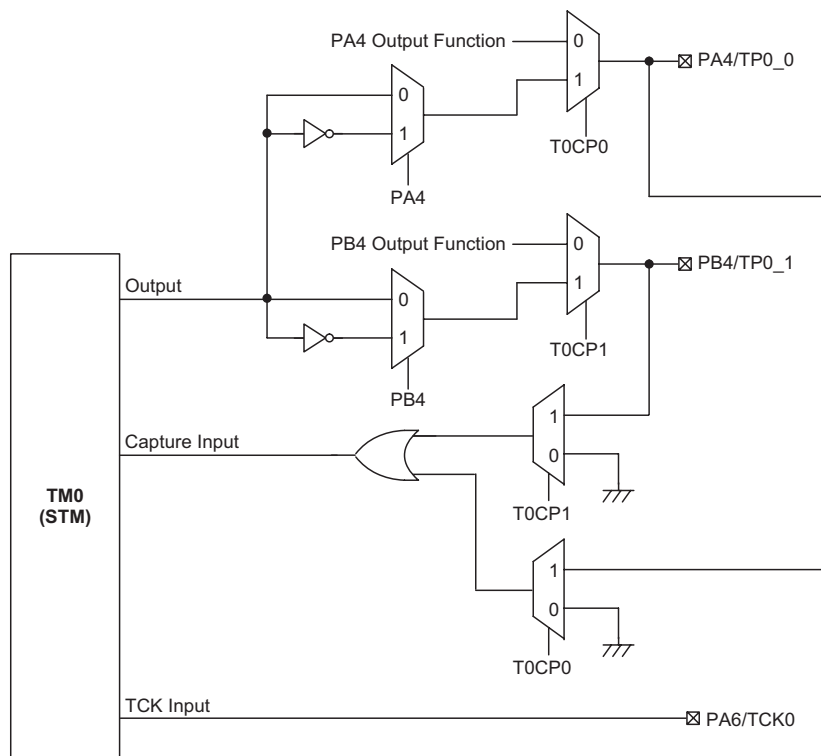 PA4 Output Function
0
1
PA4/TP0_0
0
1
T0CP0
PA4
PB4 Output Function
0
1
PB4/TP0_1
Output
0
1
T0CP1
PB4
1
Capture Input
0
TM0
(STM)
T0CP1
1
0
T0CP0
TCK Input
PA6/TCK0